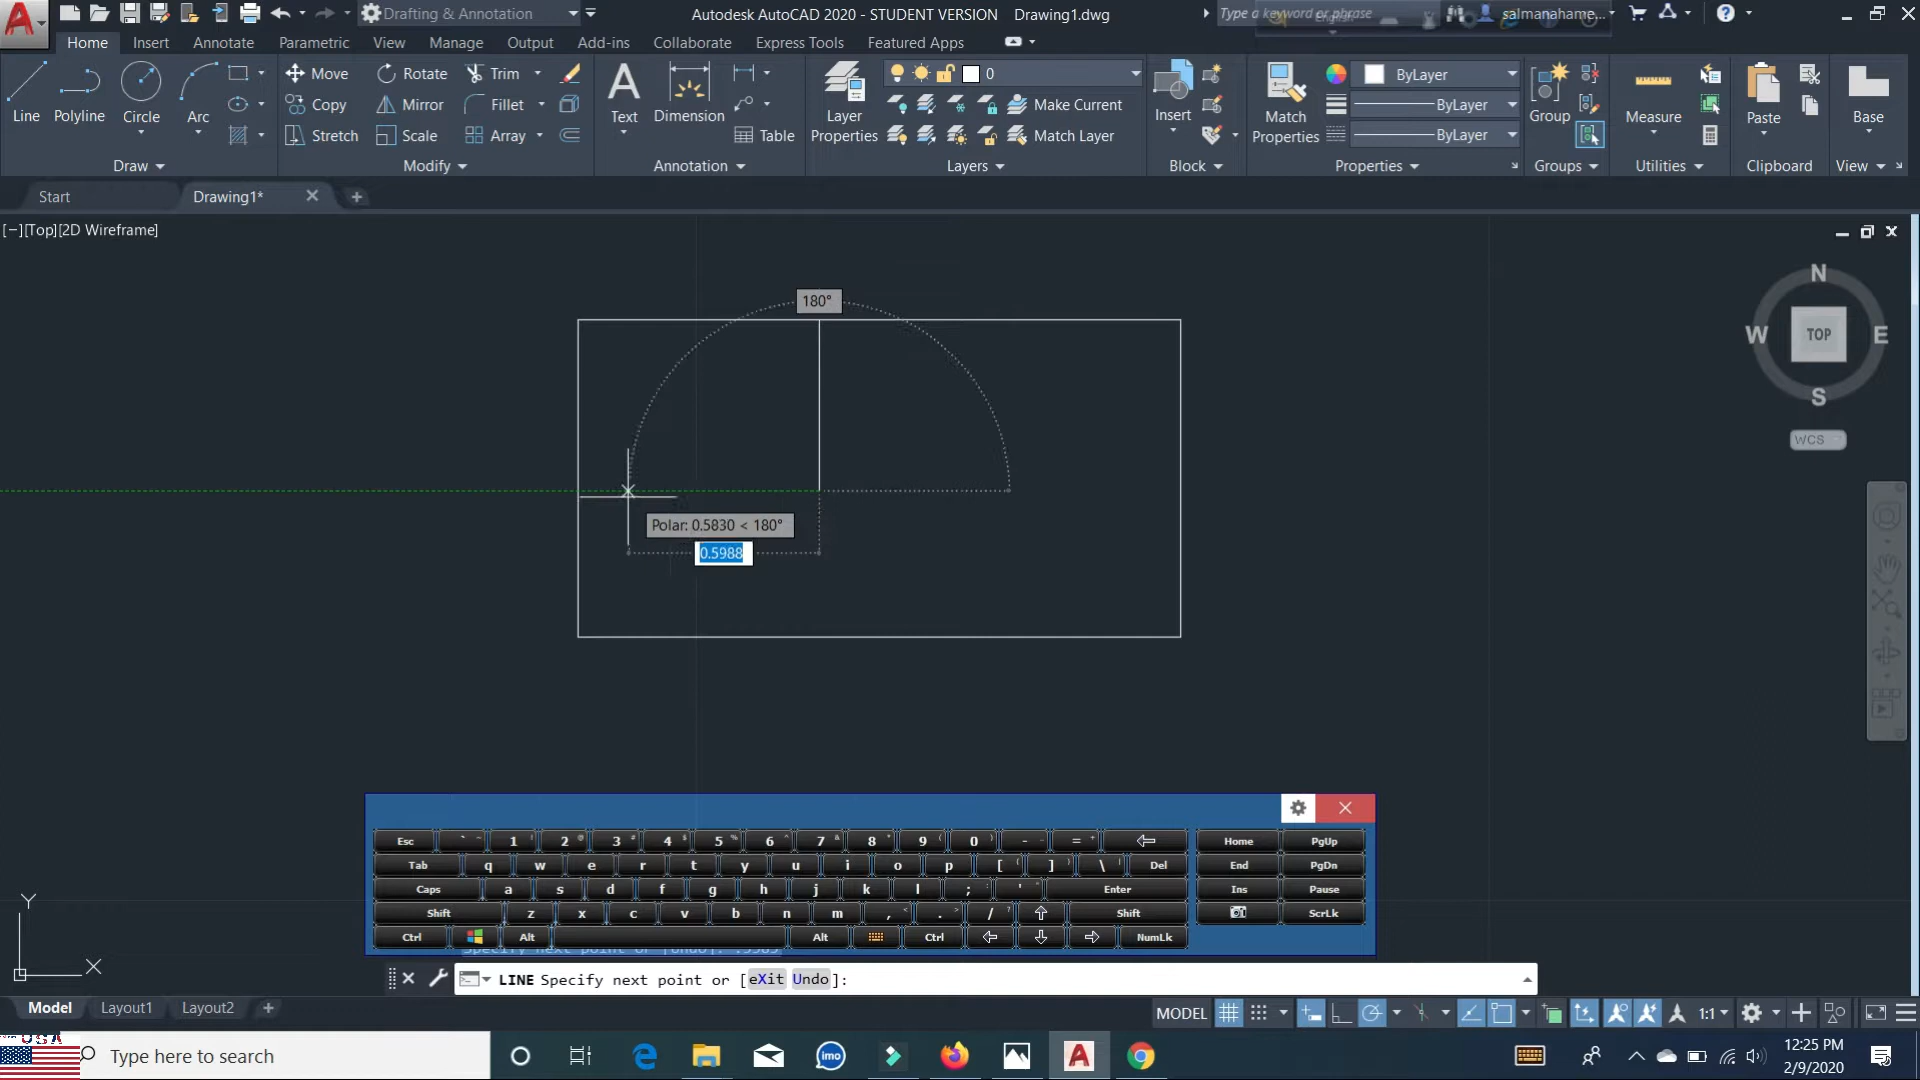 Drafting & Annotation
Autodesk AutoCAD 2020 - STUDENT VERSION Drawing1.dwg
Type a keyword or phrase
salmanahame...
Home Insert Annotate Parametric View Manage Output Add-ins Collaborate Express Tools Featured Apps
Line Polyline Circle Arc
Move Rotate Trim
Copy Mirror Fillet
Stretch Scale Array
Text Dimension Table
Layer Properties
0
Make Current
Match Layer
Insert
Match Properties
ByLayer
ByLayer
ByLayer
Group
Measure
Paste
Base
Draw Modify Annotation Layers Block Properties Groups Utilities Clipboard View
Start Drawing1*
[−][Top][2D Wireframe]
N
W TOP E
S
WCS
180°
Polar: 0.5830 < 180°
0.5988
Esc ` ~ 1 ! 2 @ 3 # 4 $ 5 % 6 ^ 7 & 8 * 9 ( 0 ) - _ = + Home PgUp
Tab q w e r t y u i o p [ { ] } \ | Del End PgDn
Caps a s d f g h j k l ; : ' " Enter Ins Pause
Shift z x c v b n m , < . > / ? Shift ScrLk
Ctrl Alt Alt Ctrl NumLk
Y
X
LINE Specify next point or [eXit Undo]:
Model Layout1 Layout2
MODEL 1:1
USA
Type here to search
imo
12:25 PM
2/9/2020